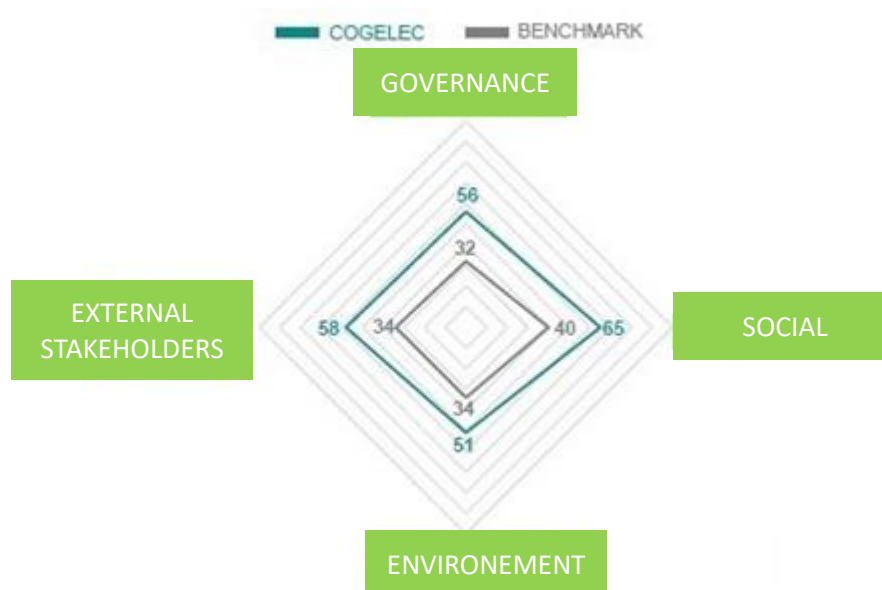 COGELEC BENCHMARK
GOVERNANCE
56
32
EXTERNAL
STAKEHOLDERS
58 34 40 65
SOCIAL
34
51
ENVIRONEMENT